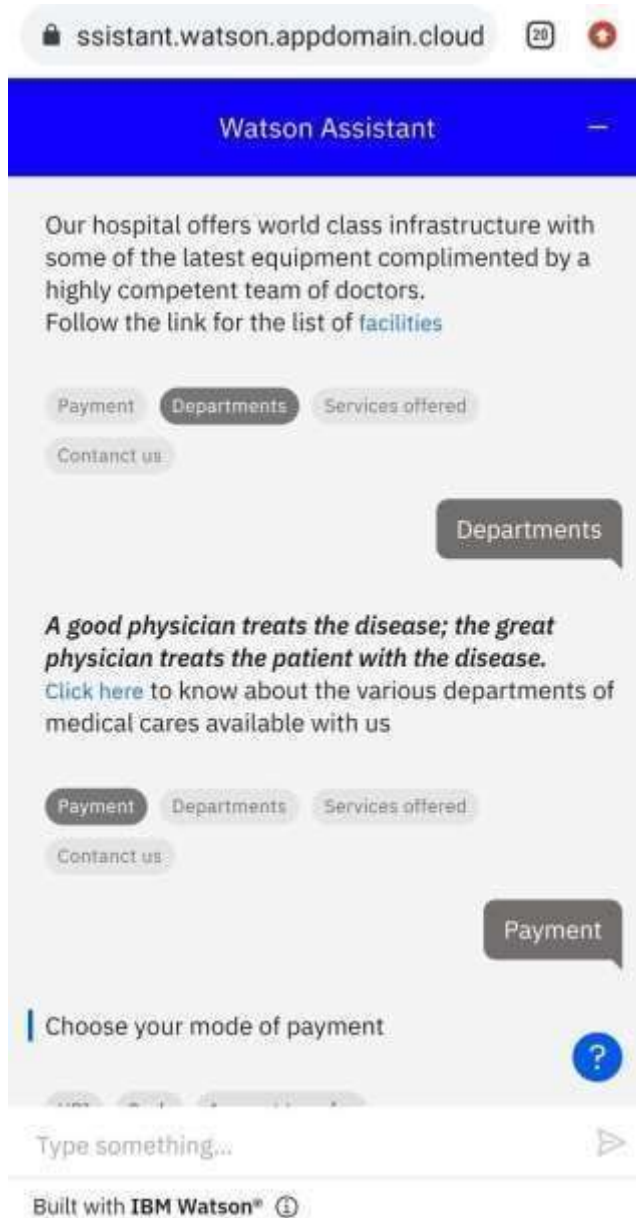 ssistant.watson.appdomain.cloud 20
Watson Assistant
Our hospital offers world class infrastructure with
some of the latest equipment complimented by a
highly competent team of doctors.
Follow the link for the list of facilities
Payment Departments Services offered
Contanct us
Departments
A good physician treats the disease; the great
physician treats the patient with the disease.
Click here to know about the various departments of
medical cares available with us
Payment Departments Services offered
Contanct us
Payment
Choose your mode of payment
?
Type something...
Built with IBM Watson®